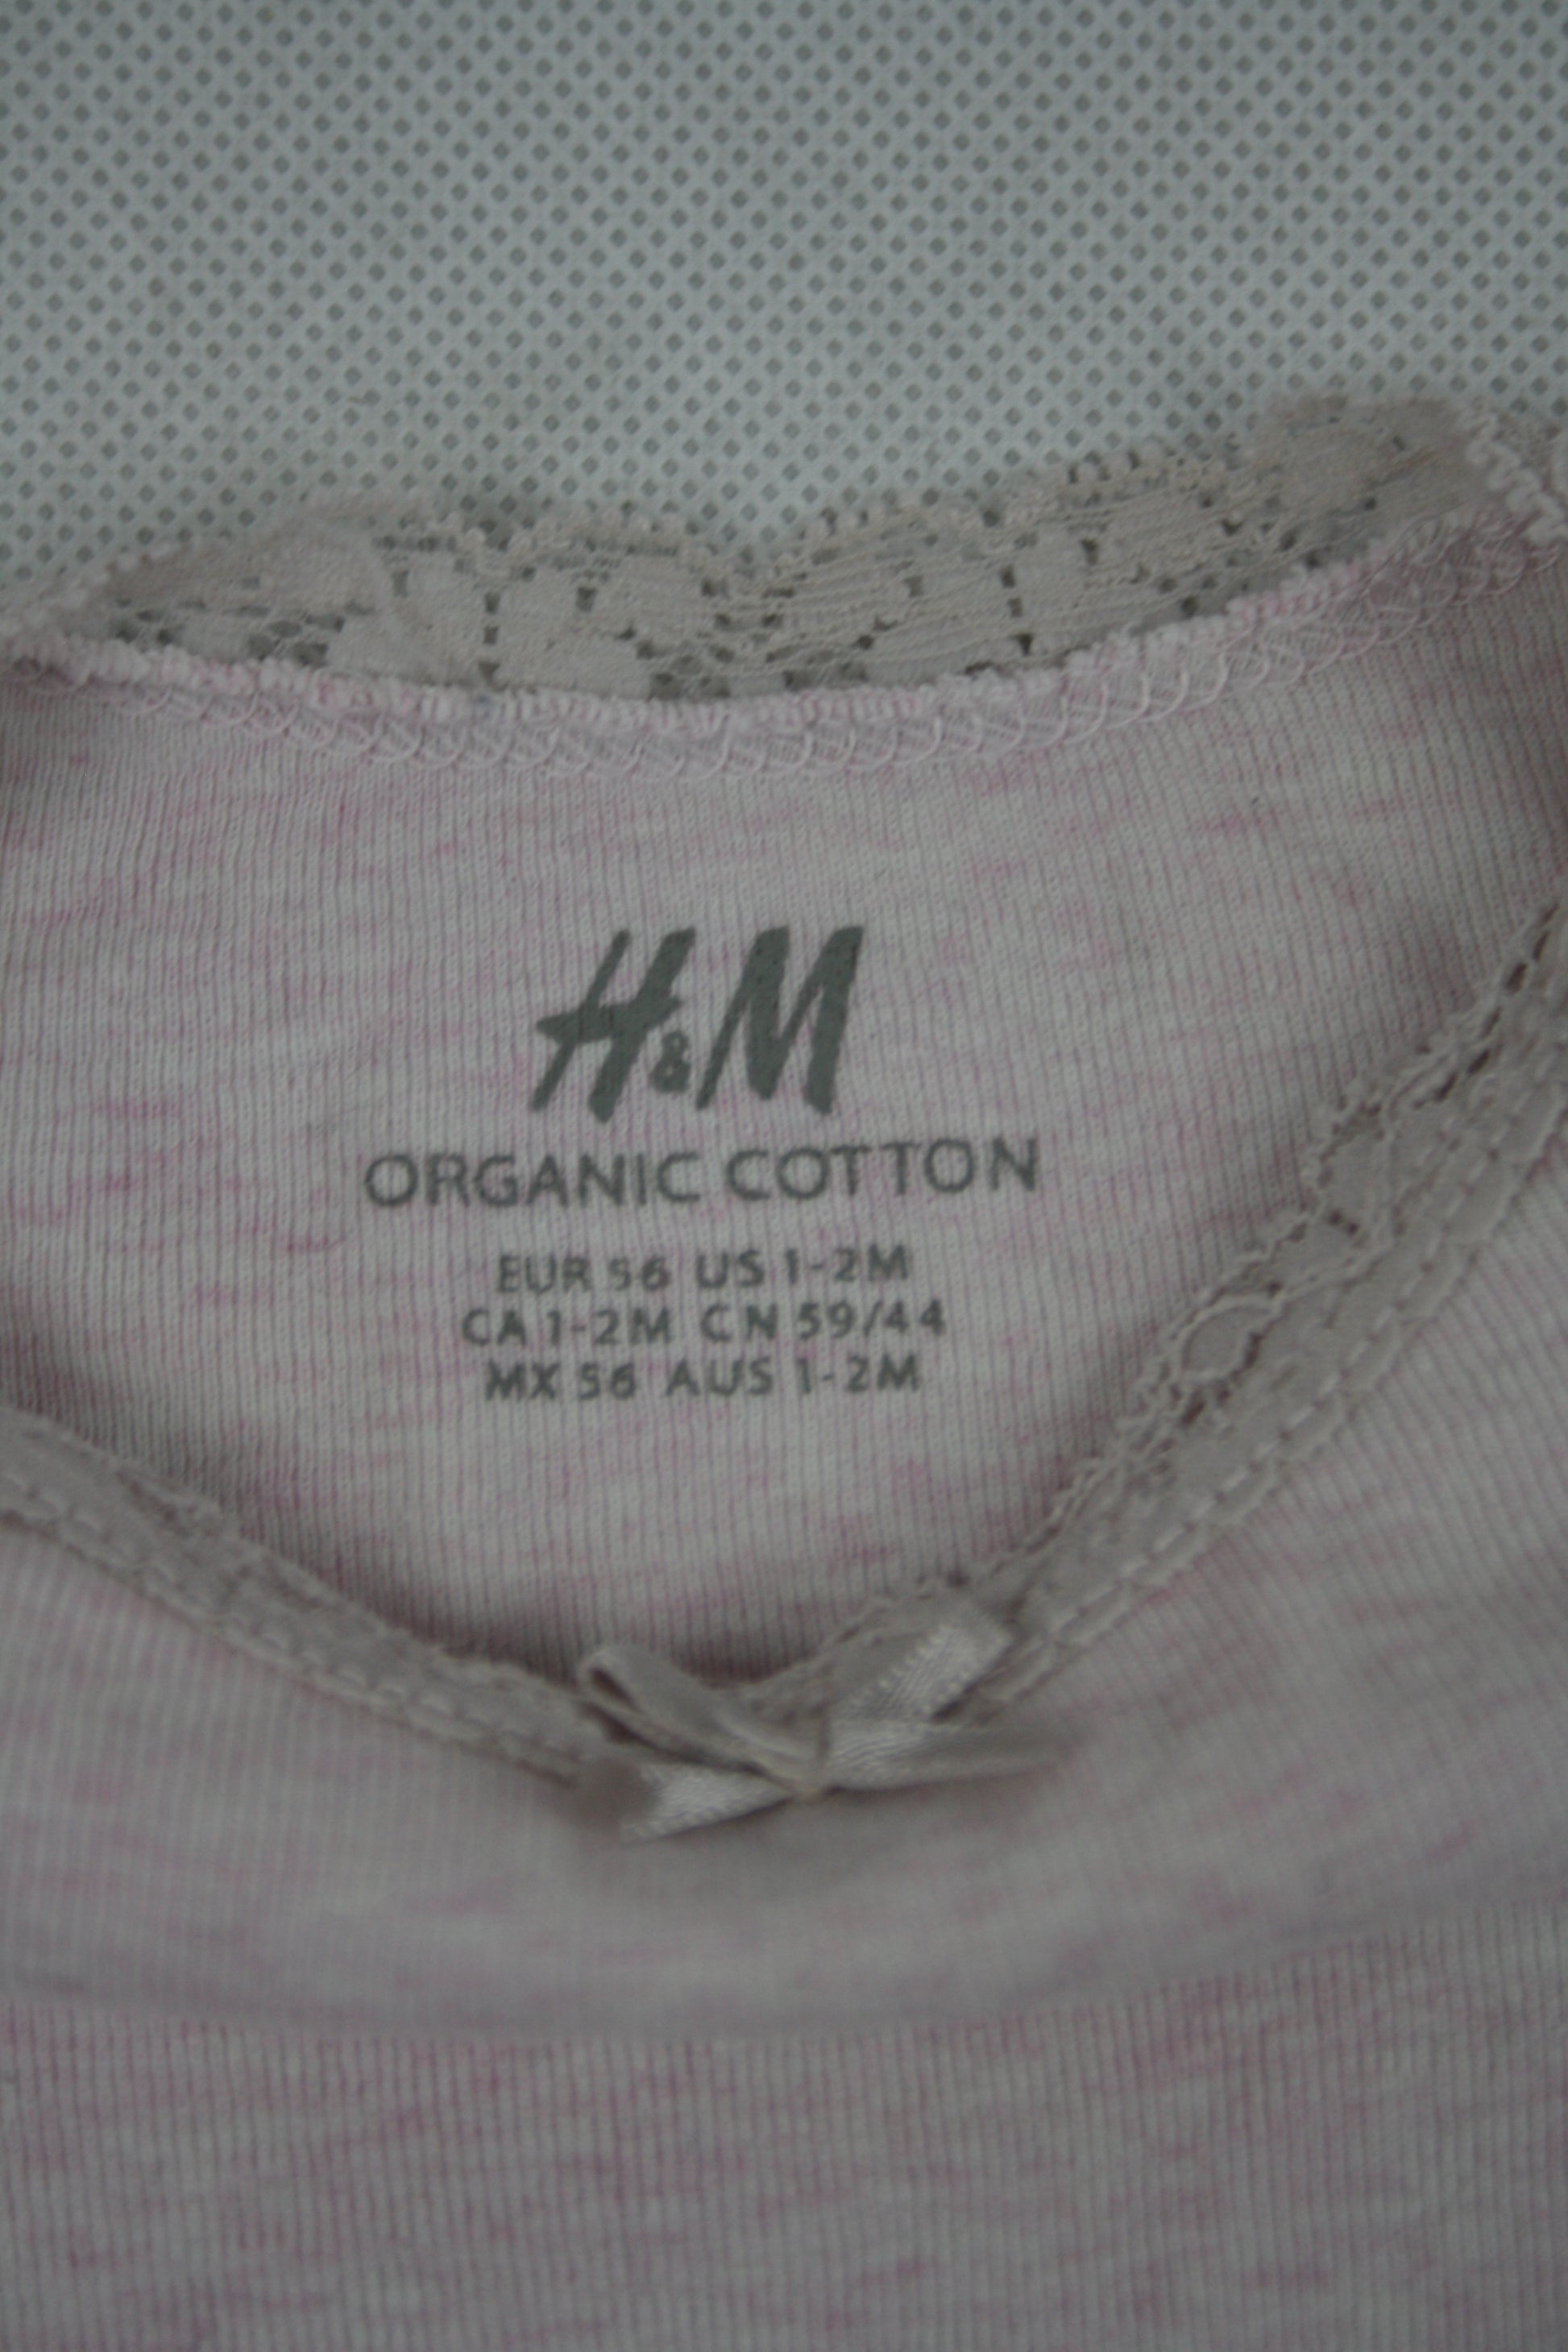 H&M
ORGANIC COTTON
EUR 56 US 1-2M
CA 1-2M CN 59/44
MX 56 AUS 1-2M